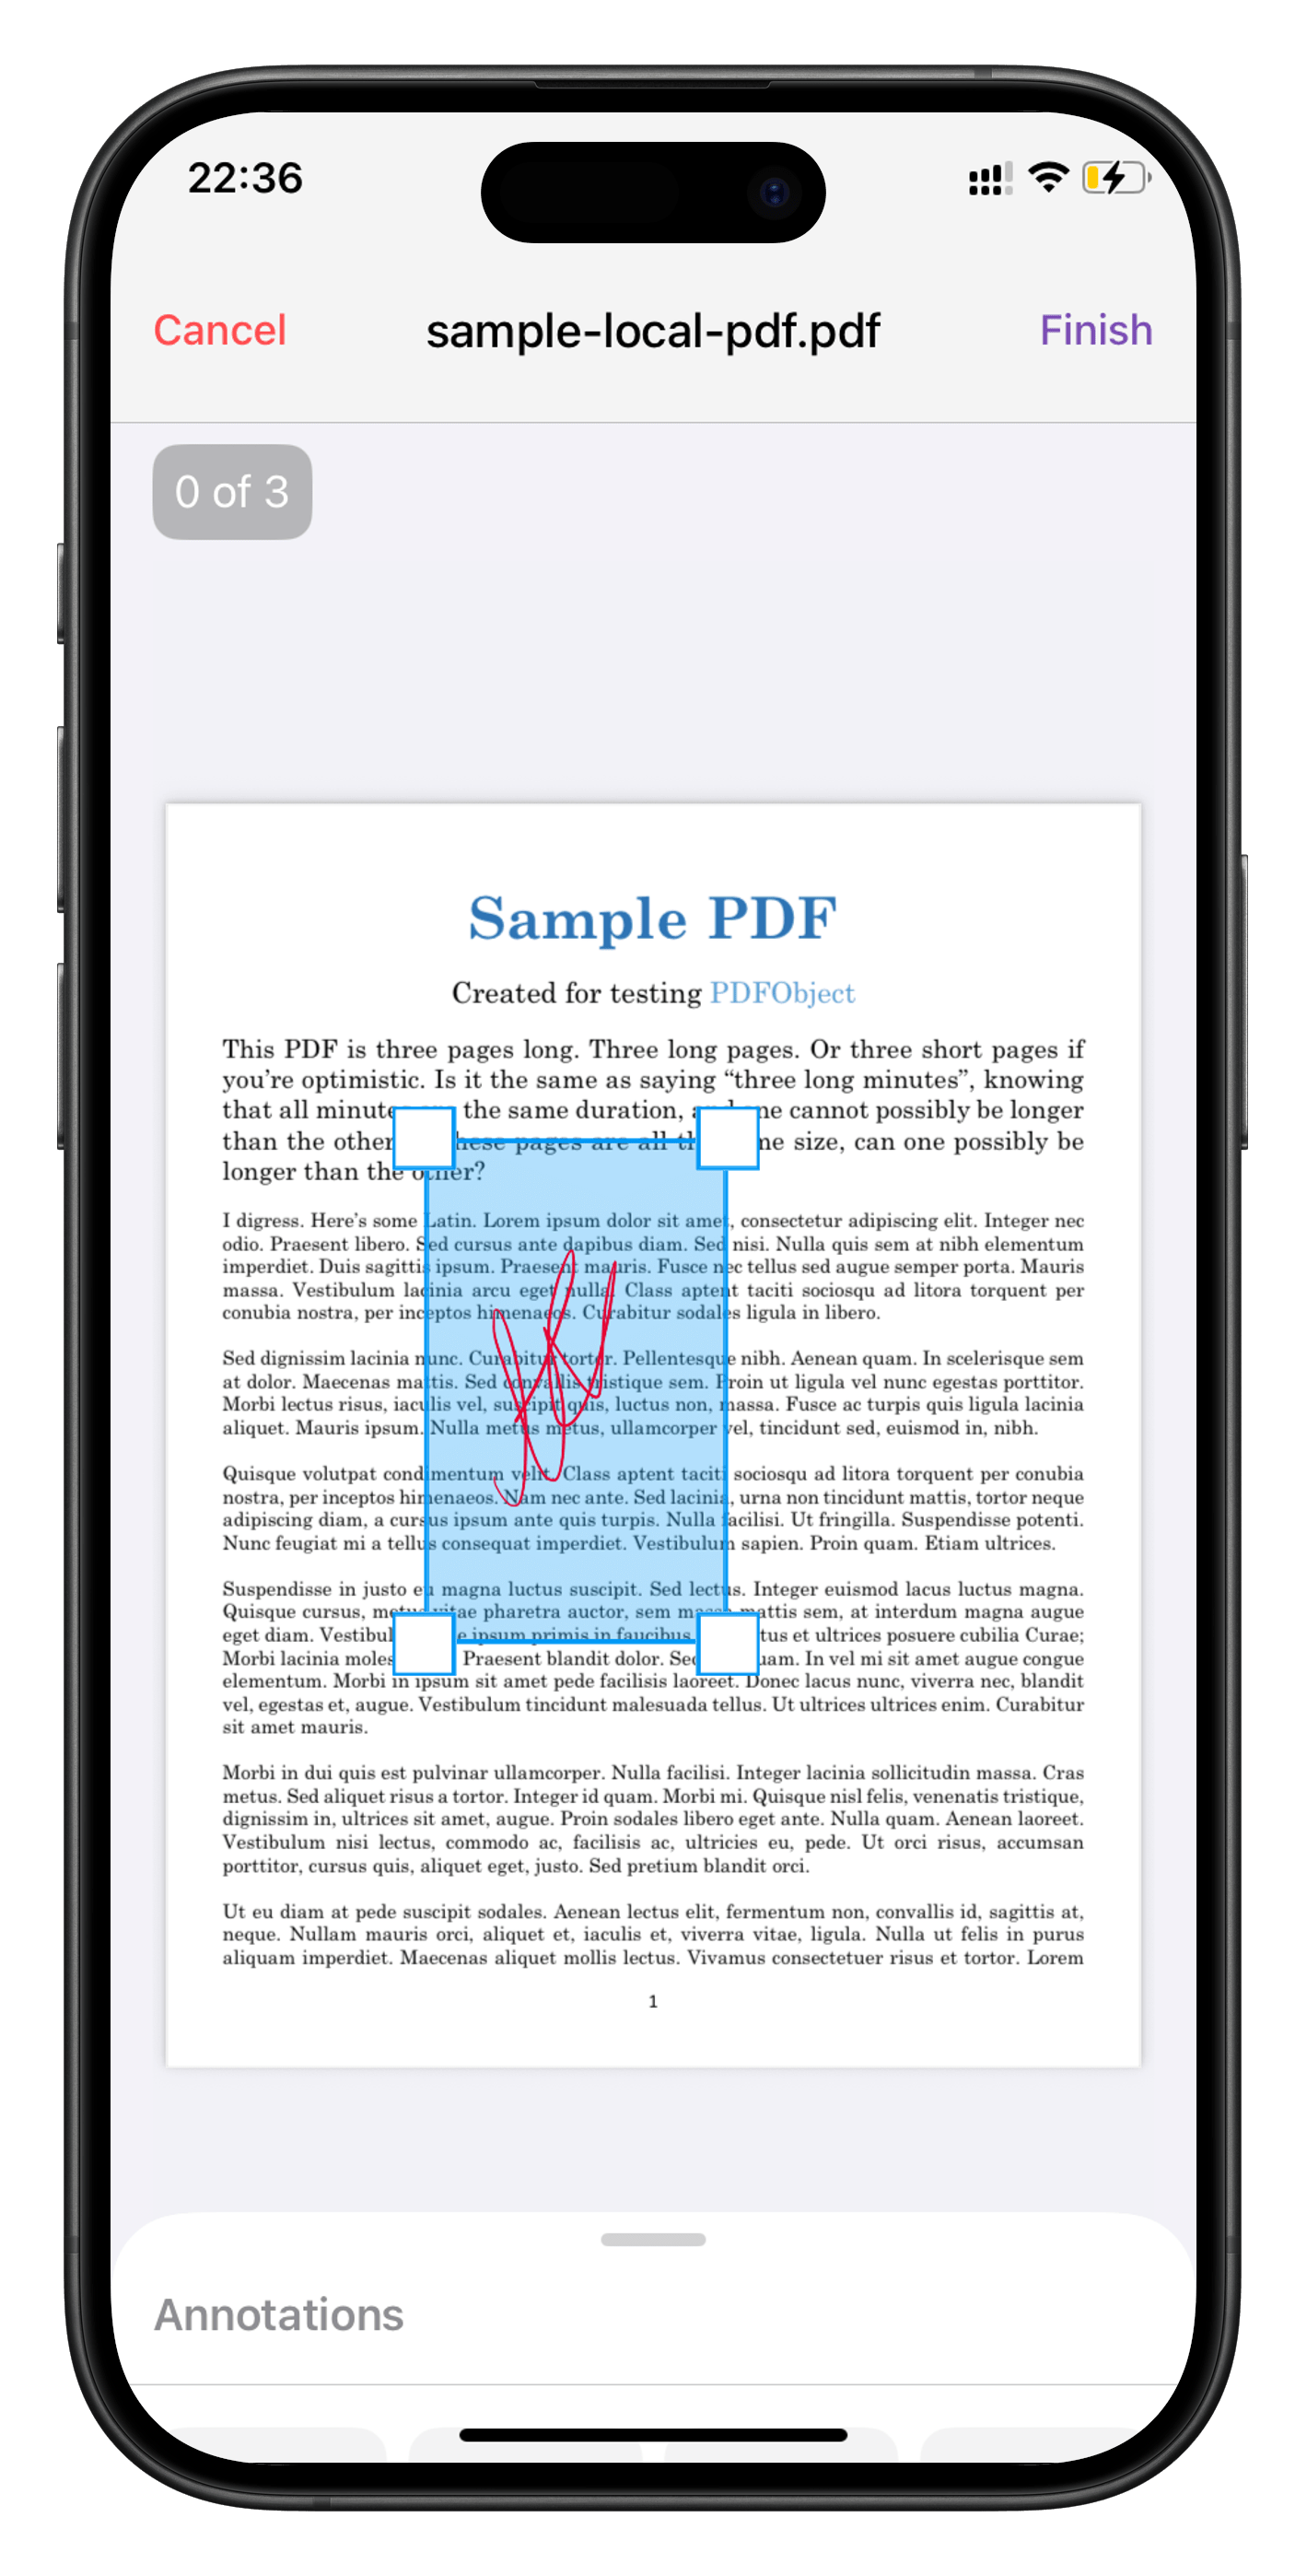 22:36
Cancel
sample-local-pdf.pdf
Finish
0 of 3
Sample PDF
Created for testing PDFObject
This PDF is three pages long. Three long pages. Or three short pages if
you’re optimistic. Is it the same as saying “three long minutes”, knowing
that all minute the same duration, ne cannot possibly be longer
than the other hese pages are all th me size, can one possibly be
longer than the other?
I digress. Here’s some Latin. Lorem ipsum dolor sit amet, consectetur adipiscing elit. Integer nec
odio. Praesent libero. Sed cursus ante dapibus diam. Sed nisi. Nulla quis sem at nibh elementum
imperdiet. Duis sagittis ipsum. Praesent mauris. Fusce nec tellus sed augue semper porta. Mauris
massa. Vestibulum lacinia arcu eget nulla. Class aptent taciti sociosqu ad litora torquent per
conubia nostra, per inceptos himenaeos. Curabitur sodales ligula in libero.
Sed dignissim lacinia nunc. Curabitur tortor. Pellentesque nibh. Aenean quam. In scelerisque sem
at dolor. Maecenas mattis. Sed convallis tristique sem. Proin ut ligula vel nunc egestas porttitor.
Morbi lectus risus, iaculis vel, suscipit quis, luctus non, massa. Fusce ac turpis quis ligula lacinia
aliquet. Mauris ipsum. Nulla metus metus, ullamcorper vel, tincidunt sed, euismod in, nibh.
Quisque volutpat condimentum velit. Class aptent taciti sociosqu ad litora torquent per conubia
nostra, per inceptos himenaeos. Nam nec ante. Sed lacinia, urna non tincidunt mattis, tortor neque
adipiscing diam, a cursus ipsum ante quis turpis. Nulla facilisi. Ut fringilla. Suspendisse potenti.
Nunc feugiat mi a tellus consequat imperdiet. Vestibulum sapien. Proin quam. Etiam ultrices.
Suspendisse in justo eu magna luctus suscipit. Sed lectus. Integer euismod lacus luctus magna.
Quisque cursus, metus vitae pharetra auctor, sem massa mattis sem, at interdum magna augue
eget diam. Vestibul e ipsum primis in faucibus tus et ultrices posuere cubilia Curae;
Morbi lacinia moles Praesent blandit dolor. Sed uam. In vel mi sit amet augue congue
elementum. Morbi in ipsum sit amet pede facilisis laoreet. Donec lacus nunc, viverra nec, blandit
vel, egestas et, augue. Vestibulum tincidunt malesuada tellus. Ut ultrices ultrices enim. Curabitur
sit amet mauris.
Morbi in dui quis est pulvinar ullamcorper. Nulla facilisi. Integer lacinia sollicitudin massa. Cras
metus. Sed aliquet risus a tortor. Integer id quam. Morbi mi. Quisque nisl felis, venenatis tristique,
dignissim in, ultrices sit amet, augue. Proin sodales libero eget ante. Nulla quam. Aenean laoreet.
Vestibulum nisi lectus, commodo ac, facilisis ac, ultricies eu, pede. Ut orci risus, accumsan
porttitor, cursus quis, aliquet eget, justo. Sed pretium blandit orci.
Ut eu diam at pede suscipit sodales. Aenean lectus elit, fermentum non, convallis id, sagittis at,
neque. Nullam mauris orci, aliquet et, iaculis et, viverra vitae, ligula. Nulla ut felis in purus
aliquam imperdiet. Maecenas aliquet mollis lectus. Vivamus consectetuer risus et tortor. Lorem
1
Annotations